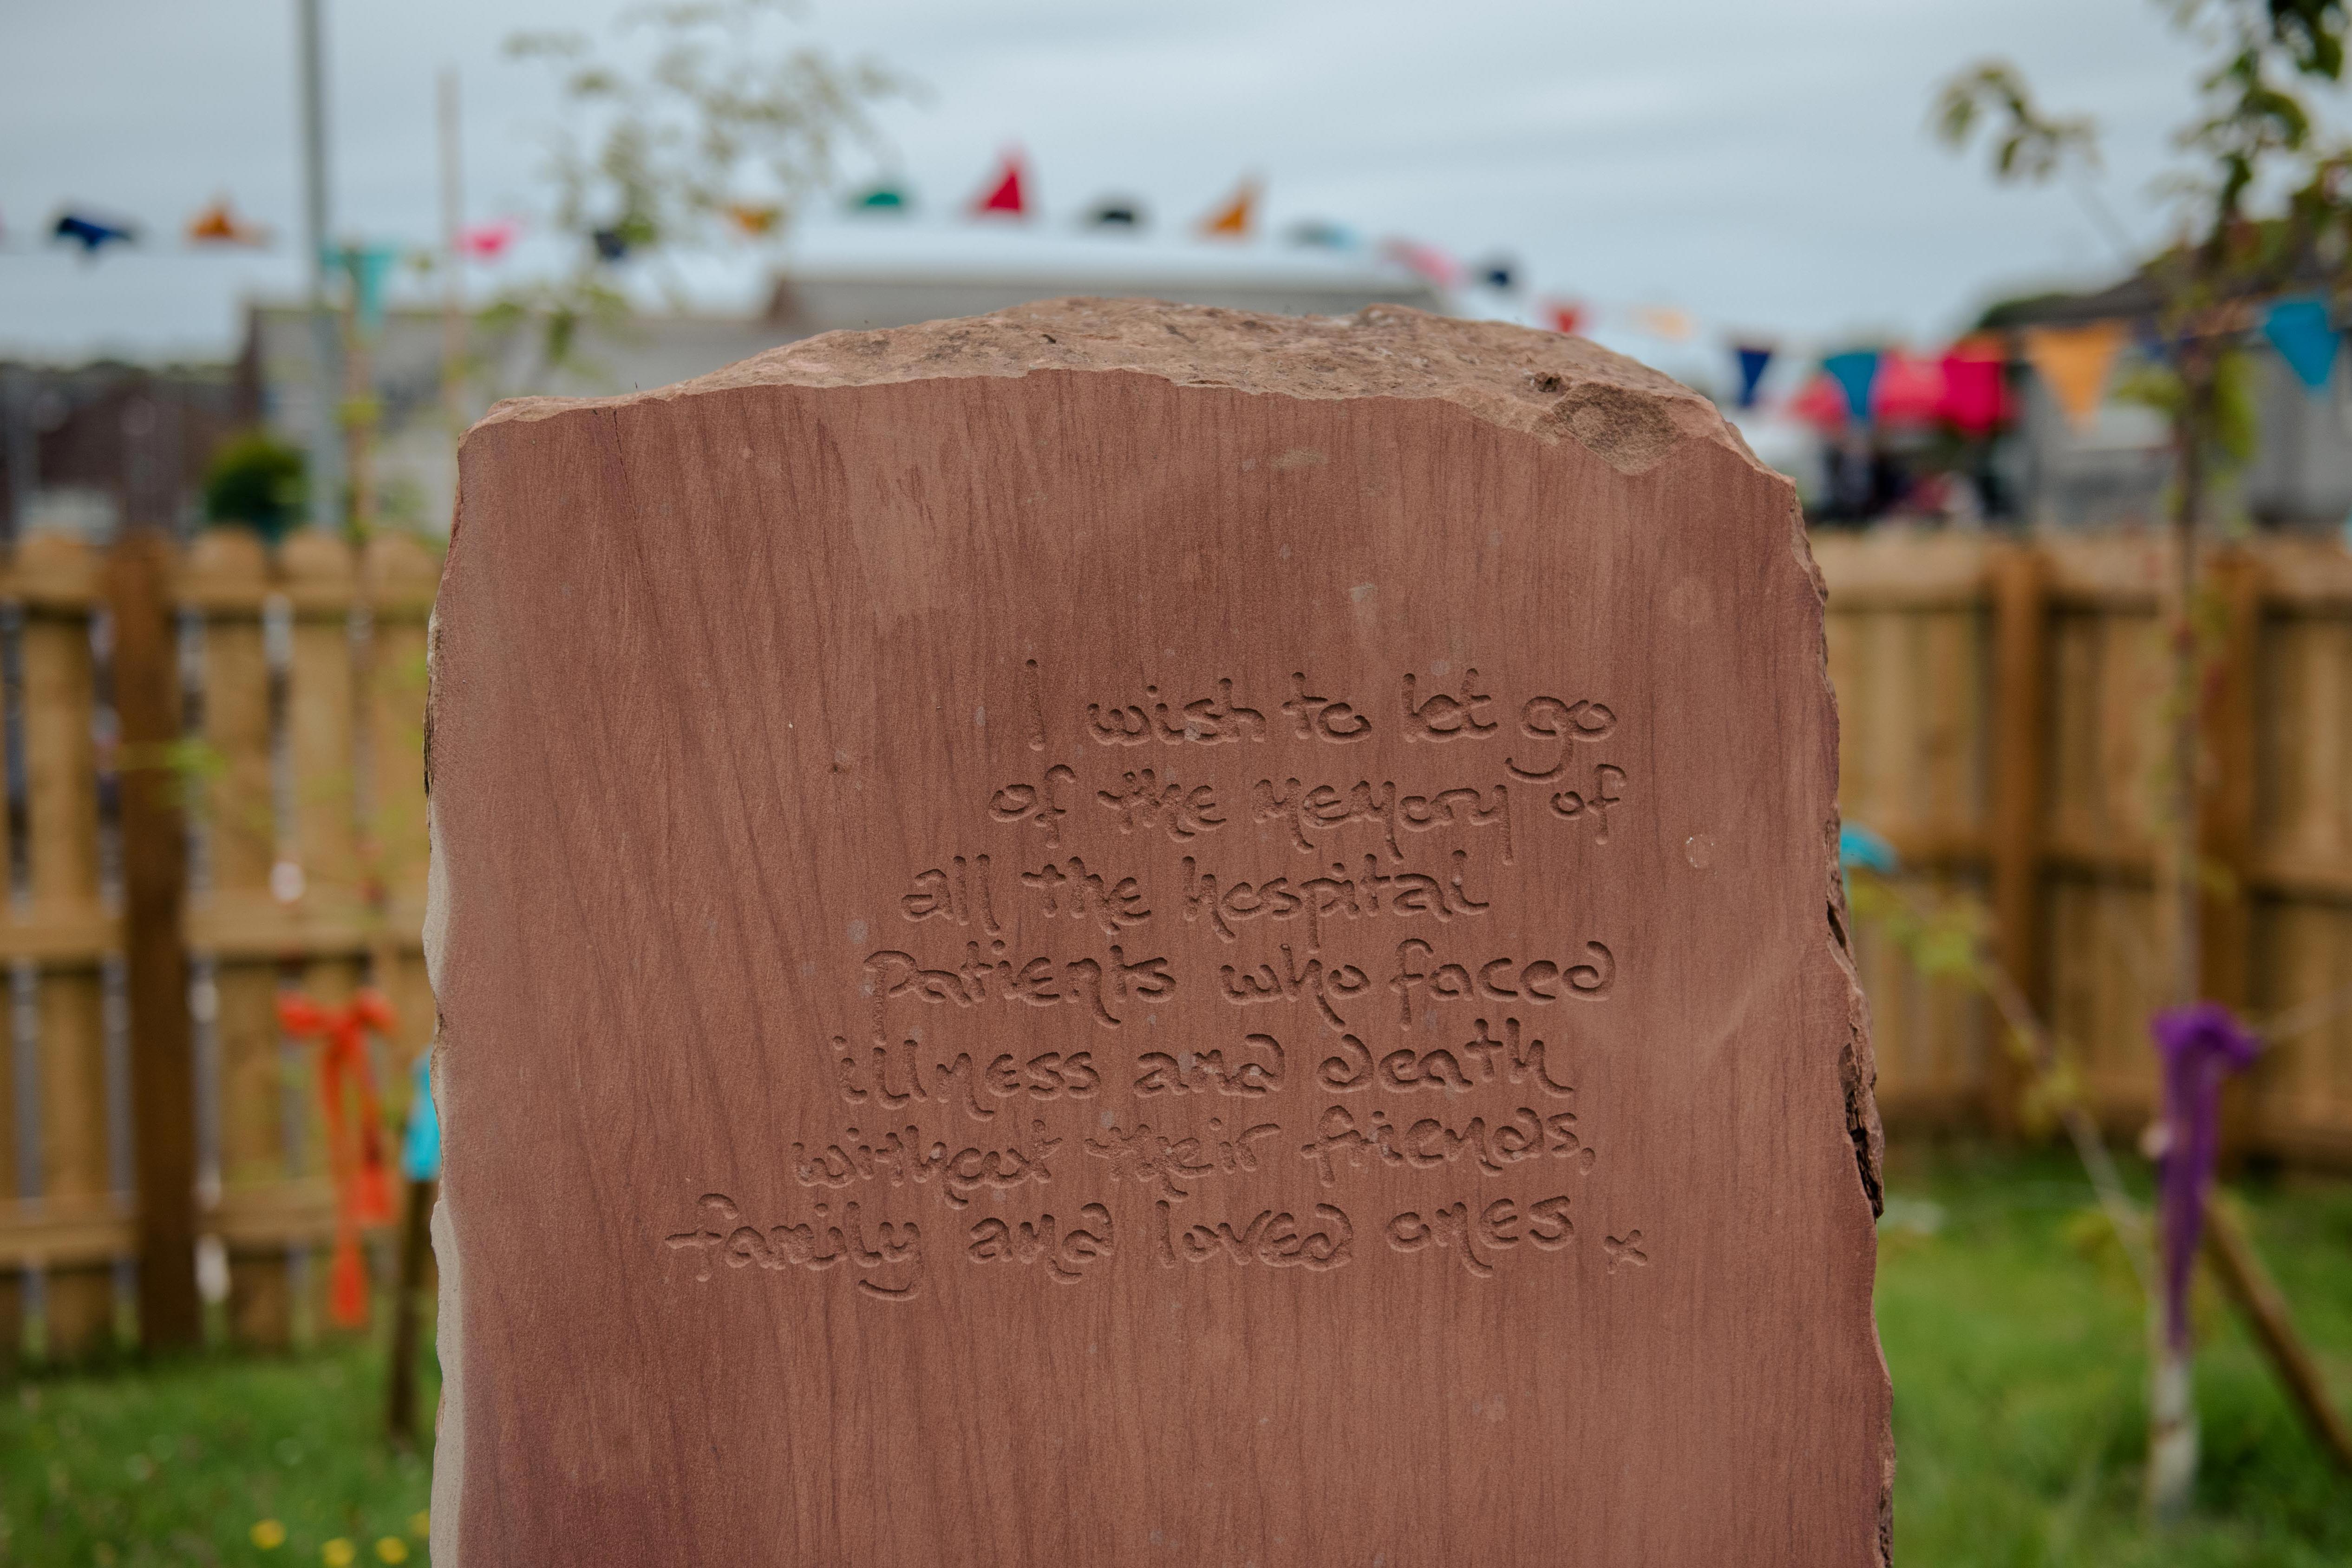 I wish to let go
of the memory of
all the hospital
patients who faced
illness and death
without their friends,
family and loved ones x